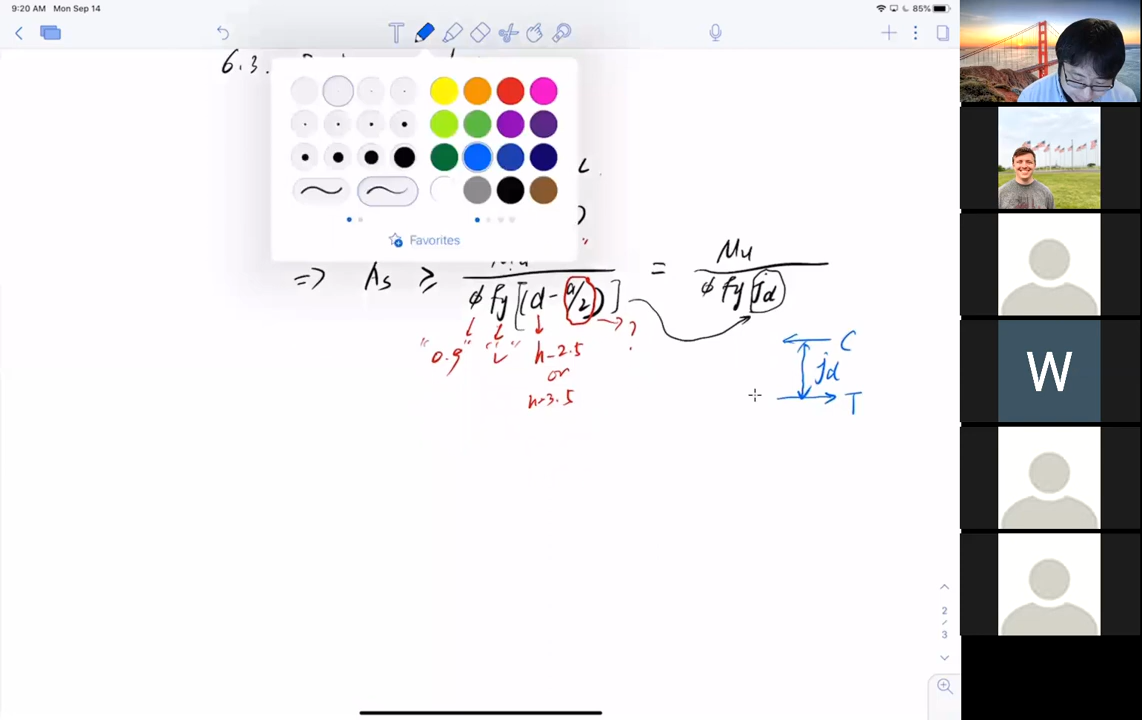 9:20 AM Mon Sep 14
85%
T
6.3.
Favorites
=> As ≥ ϕ fy [(d - a/2)] = Mu / ϕ fy jd
"0.9" "✓" h-2.5 ?
or
h-3.5
C
jd
T
2
/
3
W